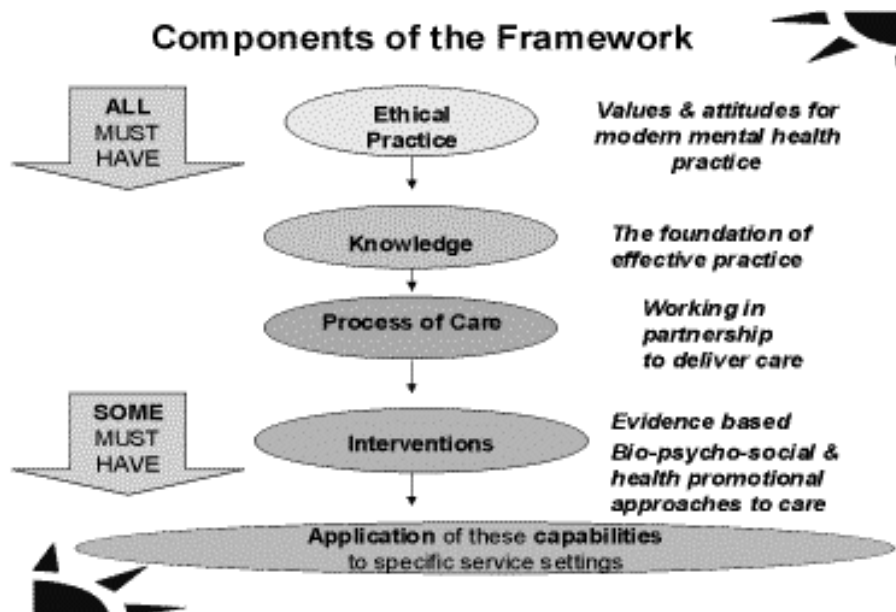 Components of the Framework
ALL
MUST
HAVE
Ethical
Practice
Values & attitudes for
modern mental health
practice
Knowledge
The foundation of
effective practice
Process of Care
Working in
partnership
to deliver care
SOME
MUST
HAVE
Interventions
Evidence based
Bio-psycho-social &
health promotional
approaches to care
Application of these capabilities
to specific service settings